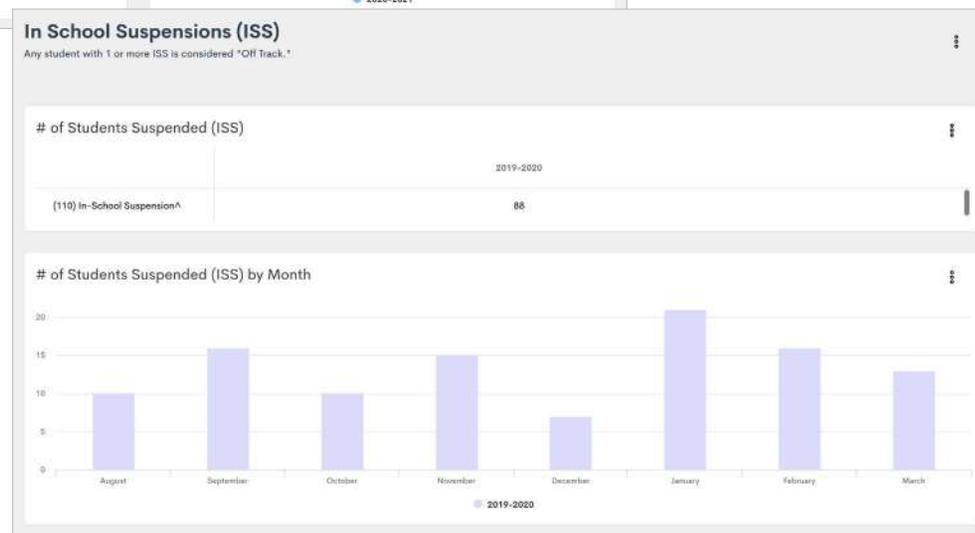 2020-2021
In School Suspensions (ISS)
Any student with 1 or more ISS is considered "Off Track."
# of Students Suspended (ISS)
2019-2020
(110) In-School Suspension^ 88
# of Students Suspended (ISS) by Month
20
15
10
5
0
August September October November December January February March
2019-2020